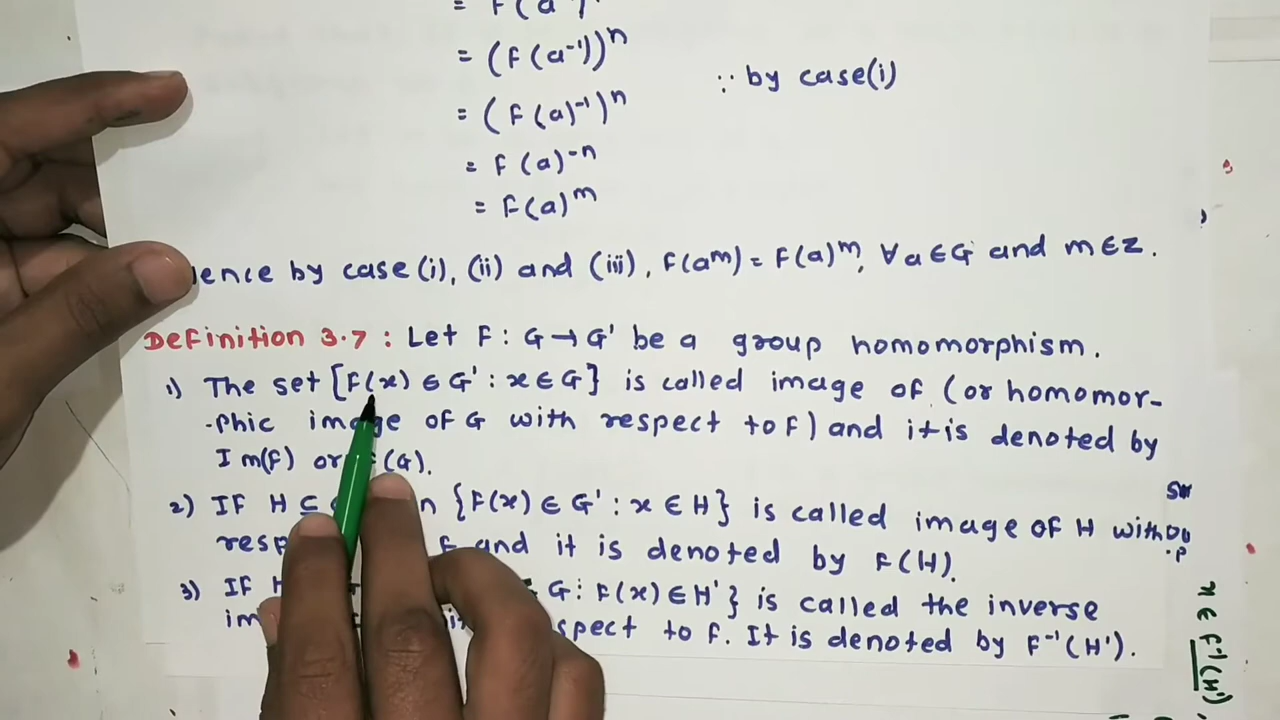 = F(a
= (F(a⁻¹))ⁿ
∵ by case(i)
= (F(a)⁻¹)ⁿ
= F(a)⁻ⁿ
= F(a)ᵐ
ence by case(i), (ii) and (iii), F(aᵐ) = F(a)ᵐ, ∀a∈G and m∈Z.
Definition 3.7 : Let F : G→G' be a group homomorphism.
1) The set [F(x) ∈ G' : x ∈ G} is called image of (or homomor-
-phic image of G with respect to F) and it is denoted by
Im(F) or (G).
2) IF H ⊆ n {F(x) ∈ G' : x ∈ H} is called image of H with
resp F and it is denoted by F(H).
3) IF G : F(x) ∈ H'} is called the inverse
im spect to F. It is denoted by F⁻¹(H').
x ∈ F⁻¹(H')